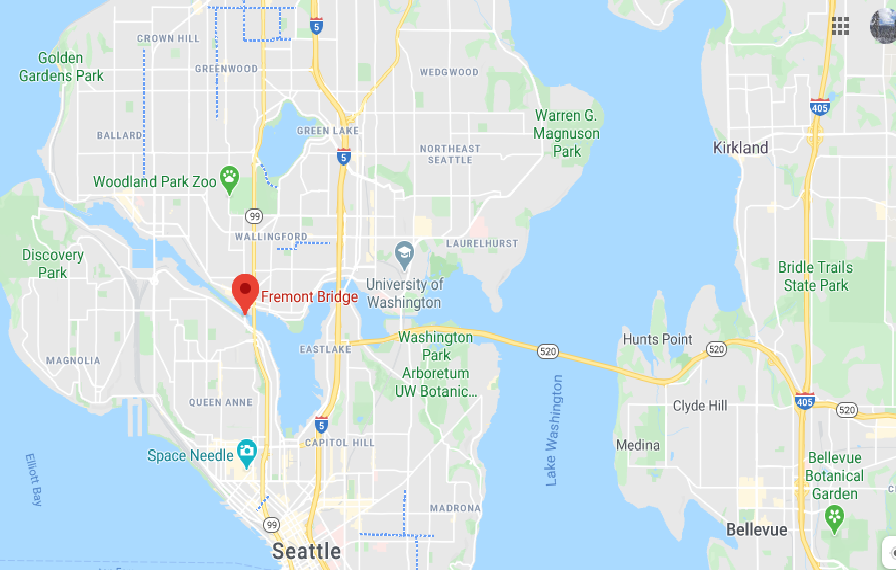 5
CROWN HILL
Golden
Gardens Park
GREENWOOD
WEDGWOOD
405
Warren G.
Magnuson
Park
BALLARD
GREEN LAKE
5
NORTHEAST
SEATTLE
Kirkland
Woodland Park Zoo
99
WALLINGFORD
LAURELHURST
Discovery
Park
University of
Washington
Bridle Trails
State Park
Fremont Bridge
Washington
Park
Arboretum
UW Botanic...
EASTLAKE
520
Hunts Point
520
MAGNOLIA
QUEEN ANNE
Lake Washington
Clyde Hill
405
520
5
CAPITOL HILL
Medina
Space Needle
Bellevue
Botanical
Garden
Elliott Bay
MADRONA
99
Seattle
Bellevue